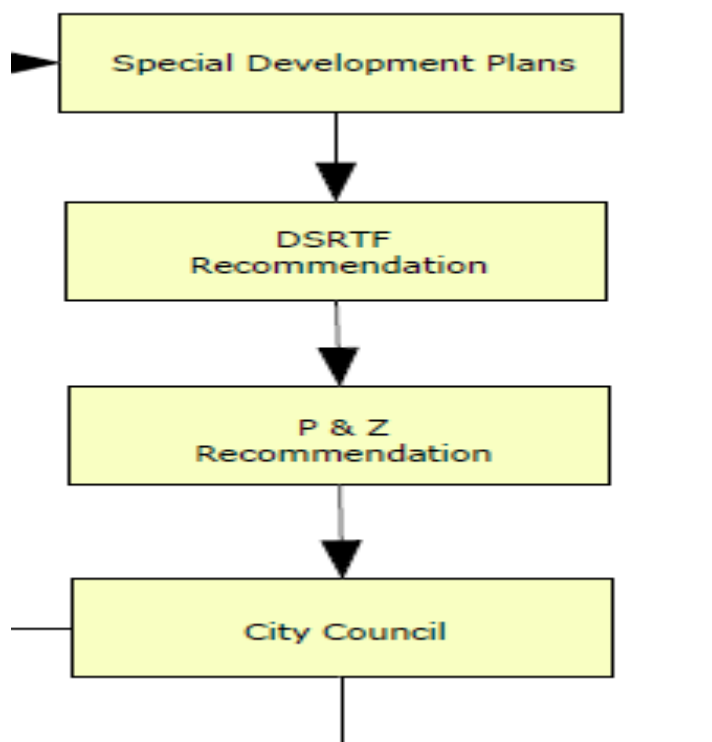 Special Development Plans
DSRTF
Recommendation
P & Z
Recommendation
City Council